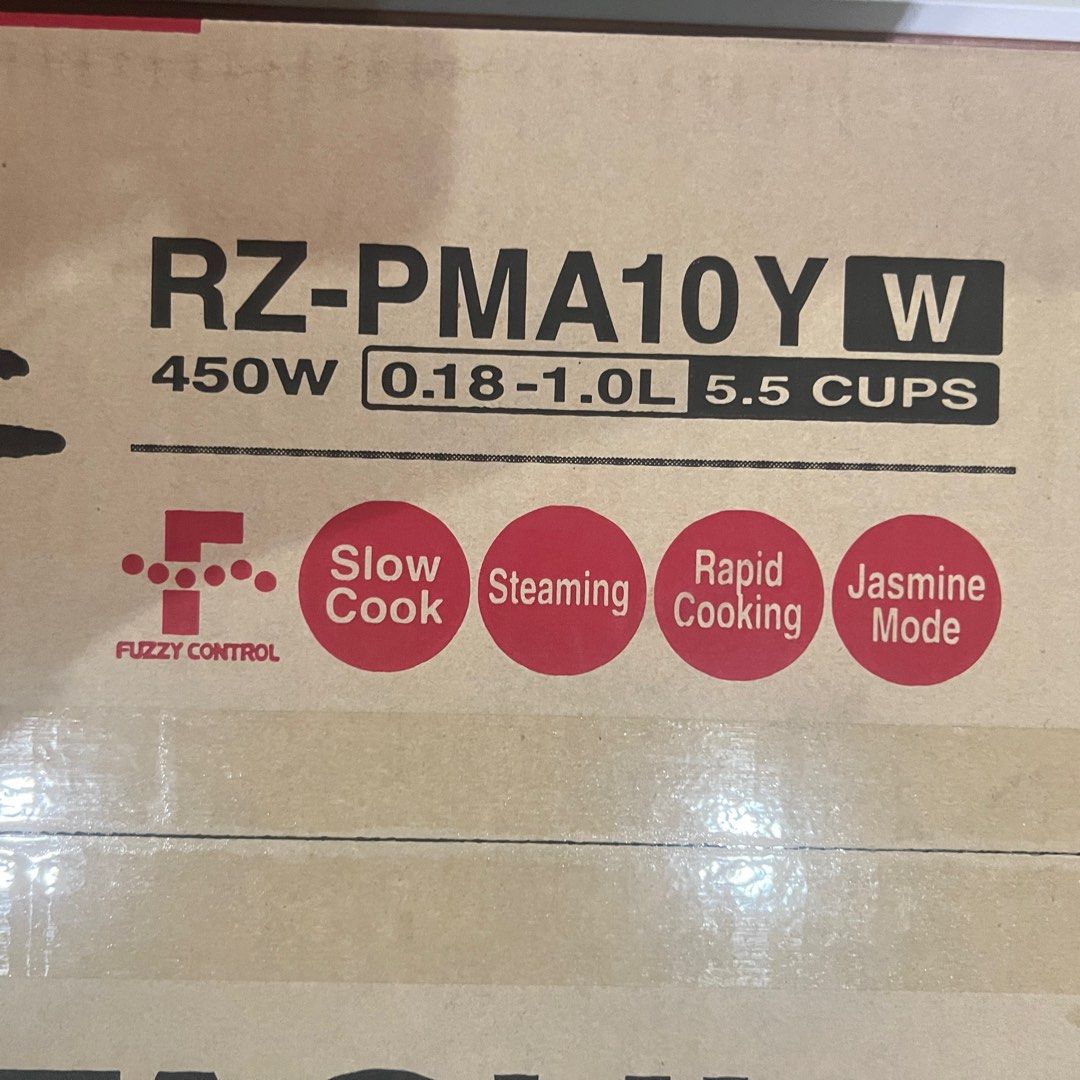 RZ-PMA10Y W
450W 0.18-1.0L 5.5 CUPS
FUZZY CONTROL
Slow
Cook
Steaming
Rapid
Cooking
Jasmine
Mode